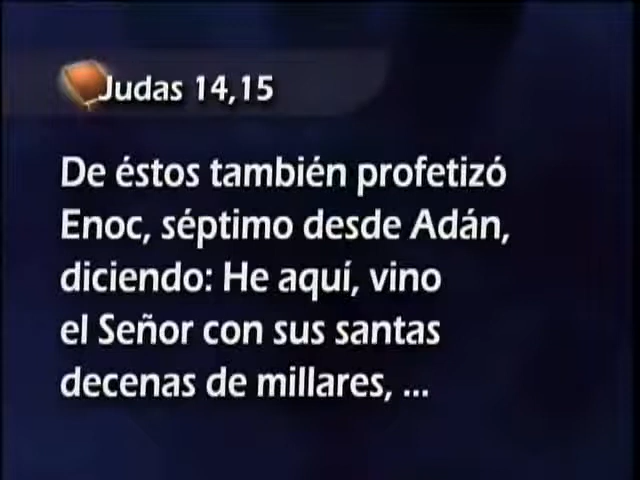 Judas 14,15
De éstos también profetizó
Enoc, séptimo desde Adán,
diciendo: He aquí, vino
el Señor con sus santas
decenas de millares, ...